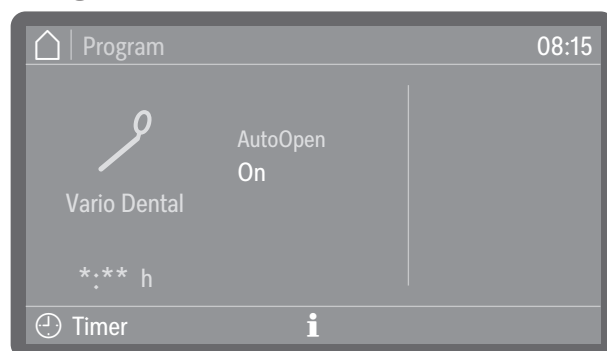 Program
08:15
AutoOpen
On
Vario Dental
*:** h
Timer
i